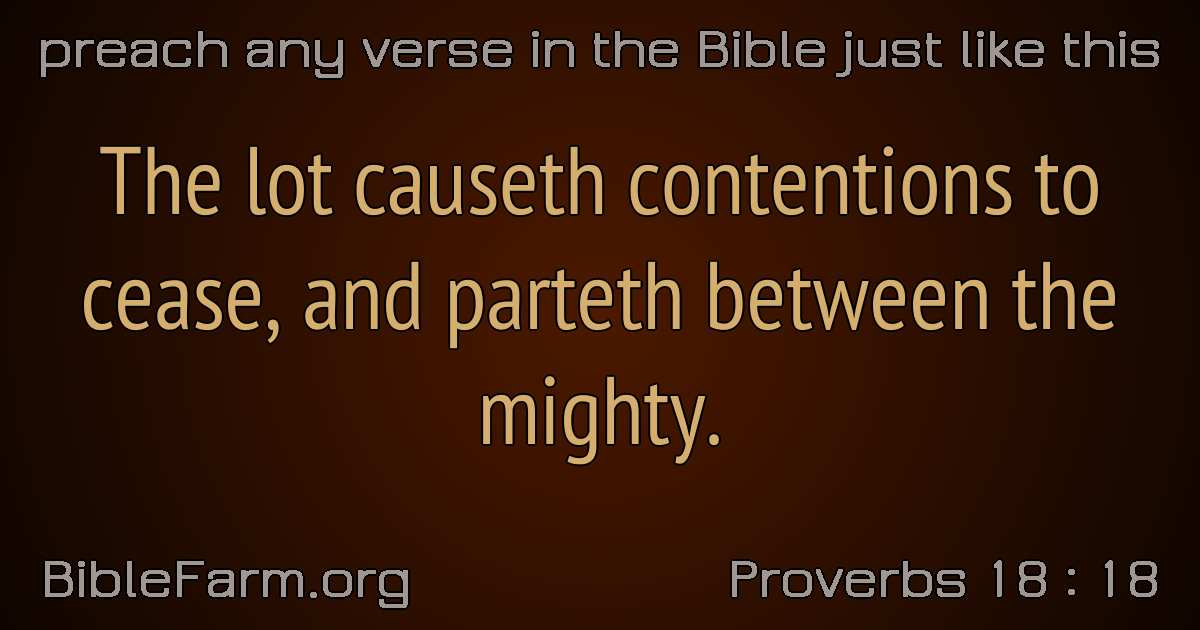 preach any verse in the Bible just like this
The lot causeth contentions to
cease, and parteth between the
mighty.
BibleFarm.org
Proverbs 18 : 18